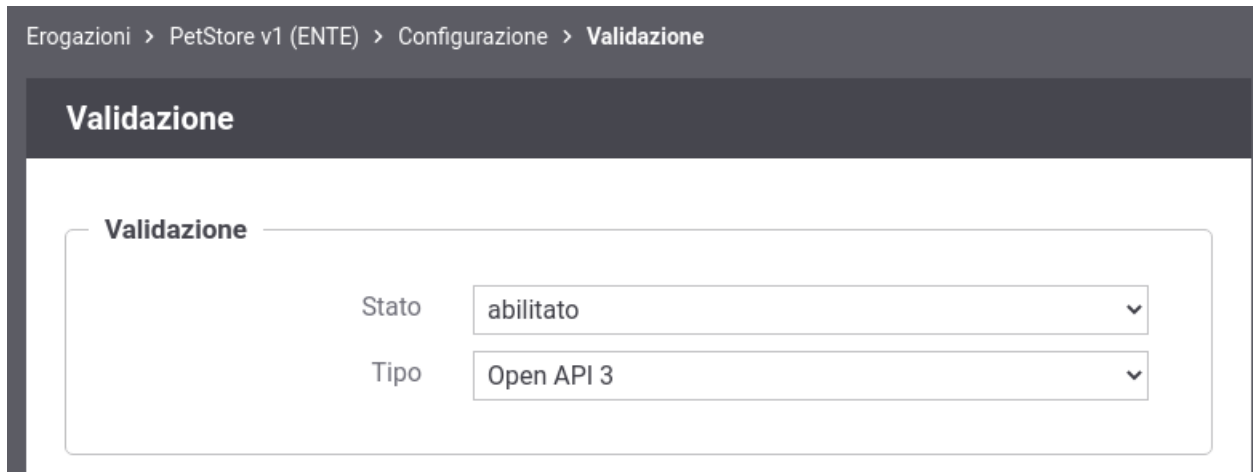 Erogazioni > PetStore v1 (ENTE) > Configurazione > Validazione
Validazione
Validazione
Stato abilitato
Tipo Open API 3